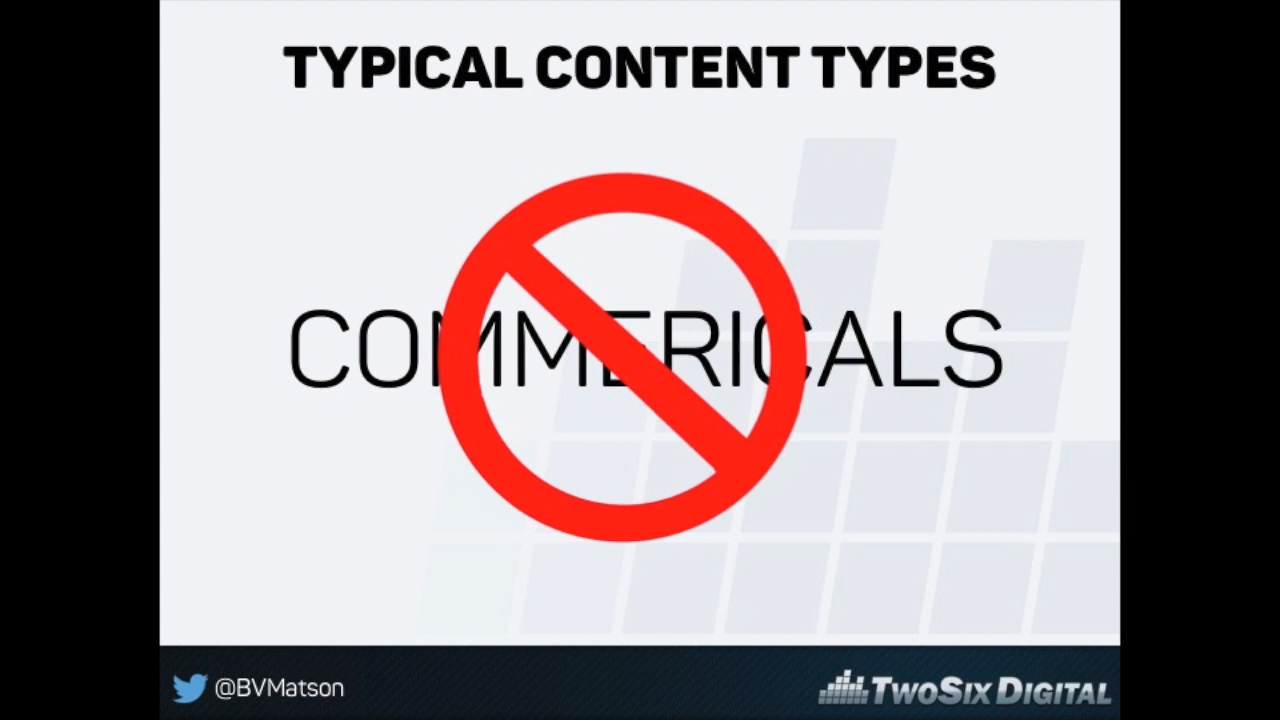 TYPICAL CONTENT TYPES
COMMERICALS
@BVMatson
TWOSIX DIGITAL